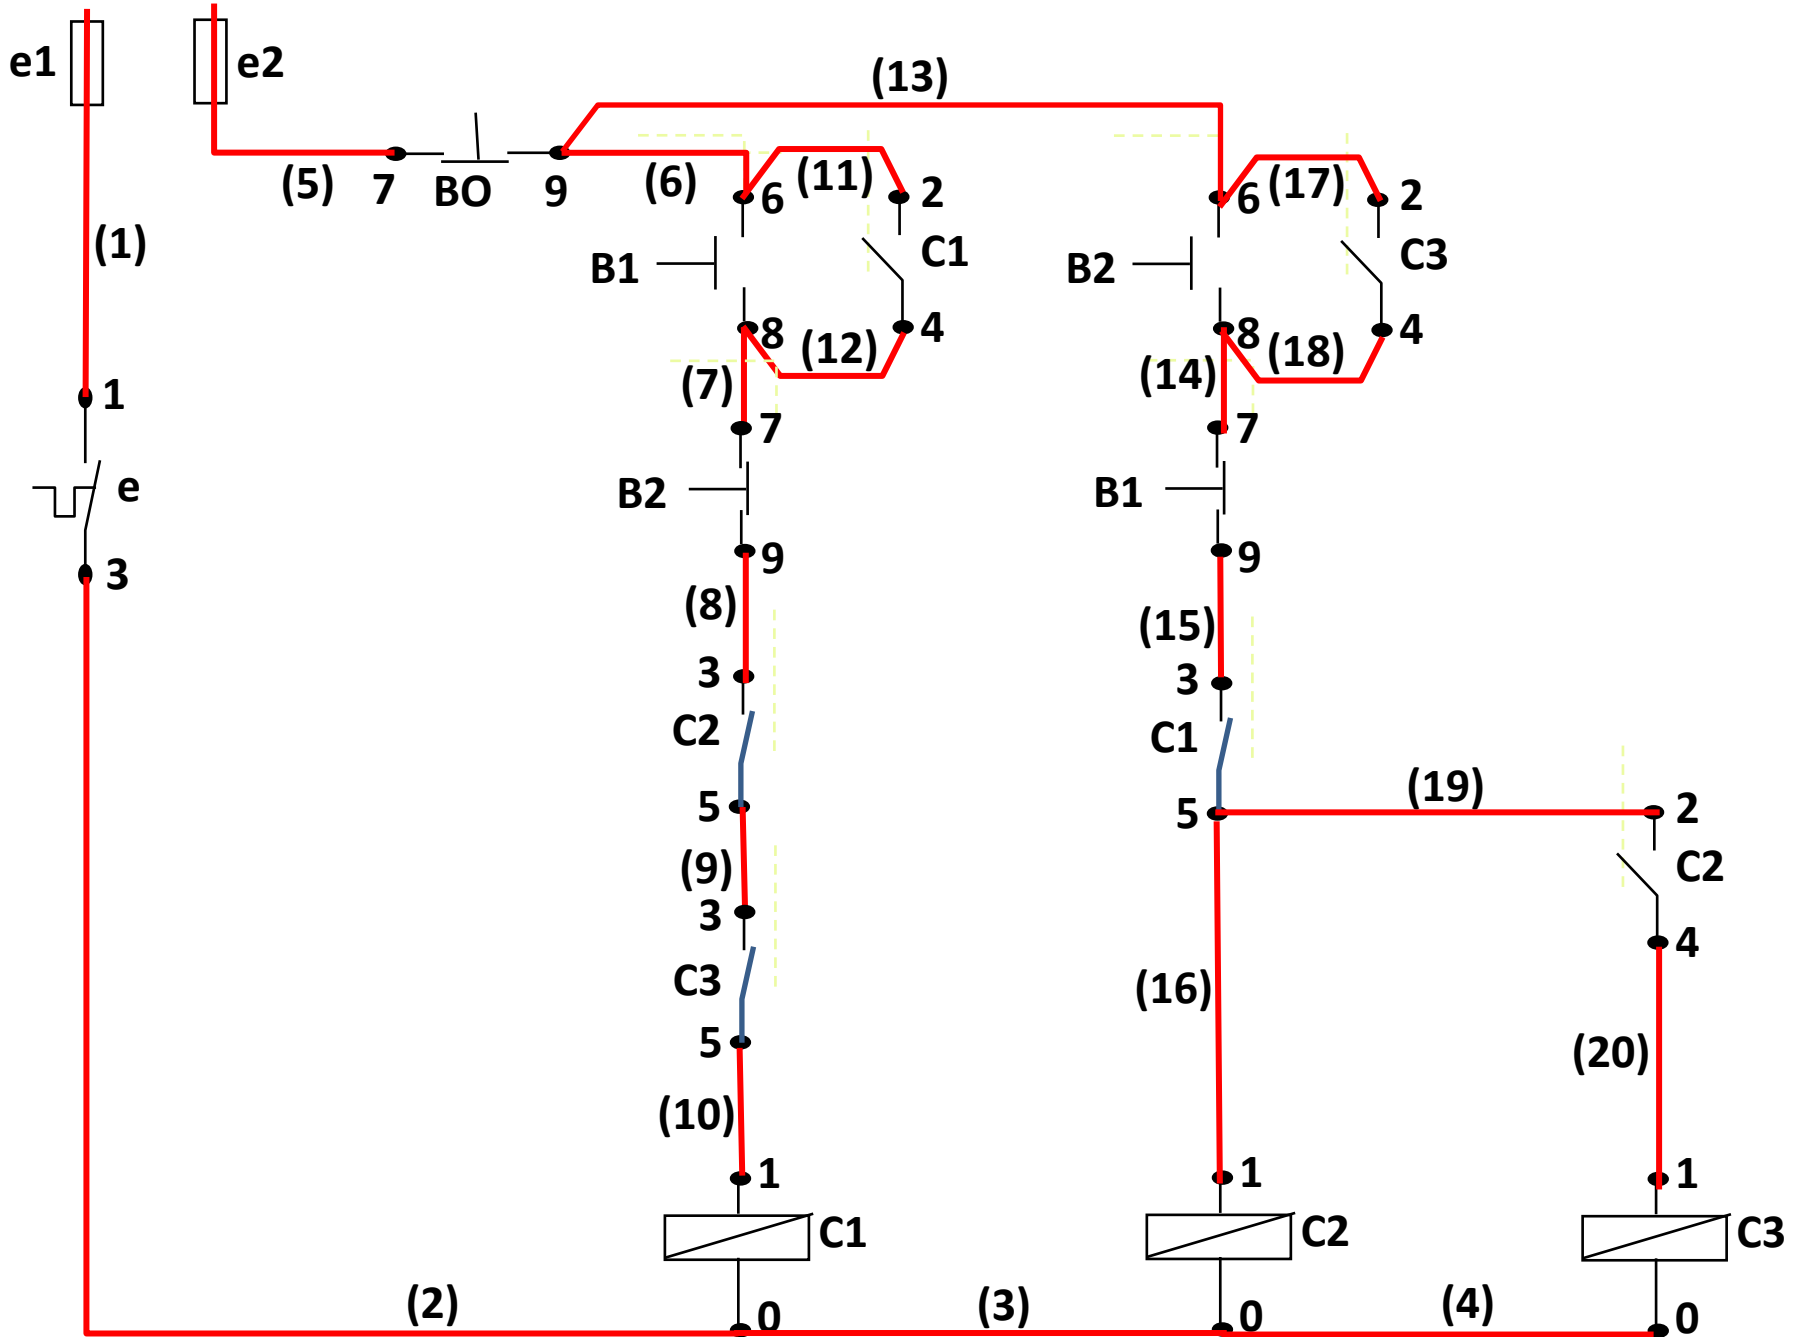 e1
e2
(13)
(5)
7
BO
9
(6)
6
(11)
2
6
(17)
2
(1)
B1
C1
B2
C3
8
(12)
4
8
(18)
4
(7)
(14)
1
7
7
e
B2
B1
3
9
9
(8)
(15)
3
3
C2
C1
5
5
(19)
2
(9)
C2
3
4
C3
(16)
5
(20)
(10)
1
1
1
C1
C2
C3
(2)
0
(3)
0
(4)
0